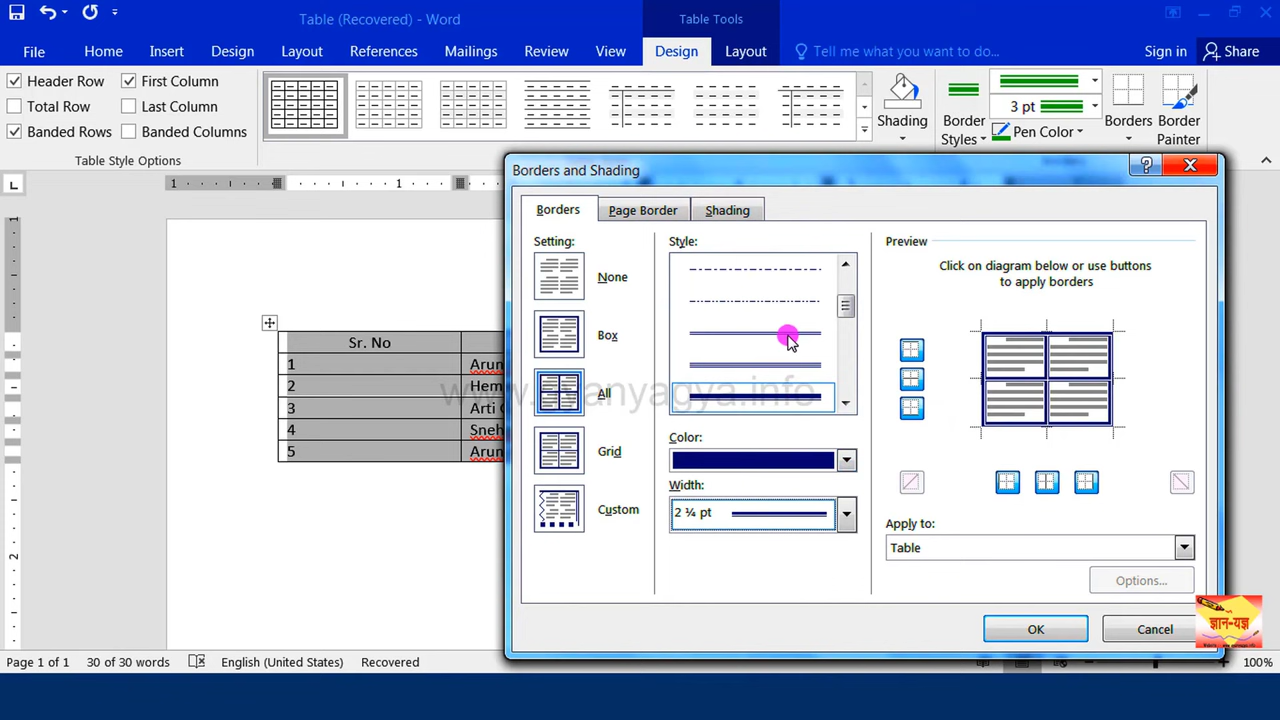 Table (Recovered) - Word
Table Tools
File Home Insert Design Layout References Mailings Review View Design Layout Tell me what you want to do... Sign in Share
Header Row First Column
Total Row Last Column
Banded Rows Banded Columns
Table Style Options
Shading
Border Styles
3 pt
Pen Color
Borders
Border Painter
1 1
Borders and Shading
Borders Page Border Shading
Setting:
None
Box
All
Grid
Custom
Style:
Color:
Width:
2 ¼ pt
Preview
Click on diagram below or use buttons
to apply borders
Apply to:
Table
Options...
OK Cancel
Sr. No
1 Arun
2 Hem
3 Arti
4 Sneh
5 Arun
ज्ञान-यज्ञ
Page 1 of 1 30 of 30 words English (United States) Recovered 100%